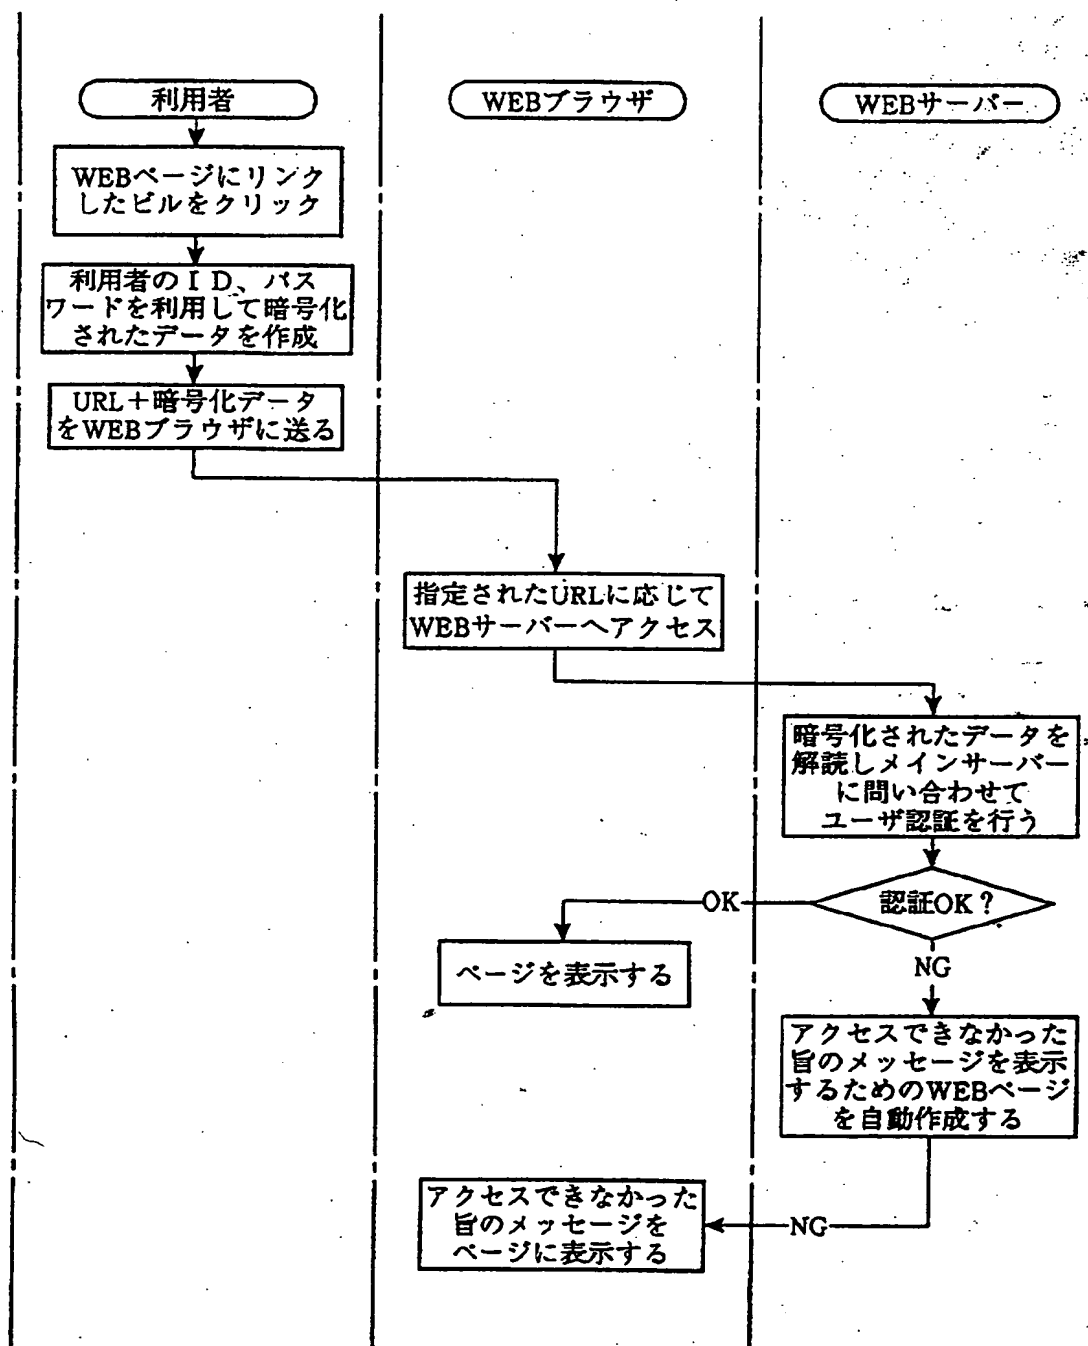 利用者
WEBブラウザ
WEBサーバー
WEBページにリンク
したビルをクリック
利用者のＩＤ、パス
ワードを利用して暗号化
されたデータを作成
URL＋暗号化データ
をWEBブラウザに送る
指定されたURLに応じて
WEBサーバーへアクセス
暗号化されたデータを
解読しメインサーバー
に問い合わせて
ユーザ認証を行う
認証OK？
OK
NG
ページを表示する
アクセスできなかった
旨のメッセージを表示
するためのWEBページ
を自動作成する
NG
アクセスできなかった
旨のメッセージを
ページに表示する